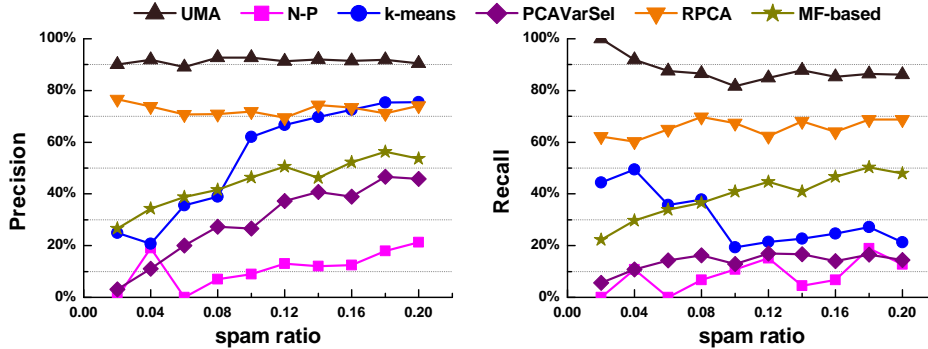 UMA N-P k-means PCAVarSel RPCA MF-based
Precision
100%
80%
60%
40%
20%
0%
0.00 0.04 0.08 0.12 0.16 0.20
spam ratio
Recall
100%
80%
60%
40%
20%
0%
0.00 0.04 0.08 0.12 0.16 0.20
spam ratio